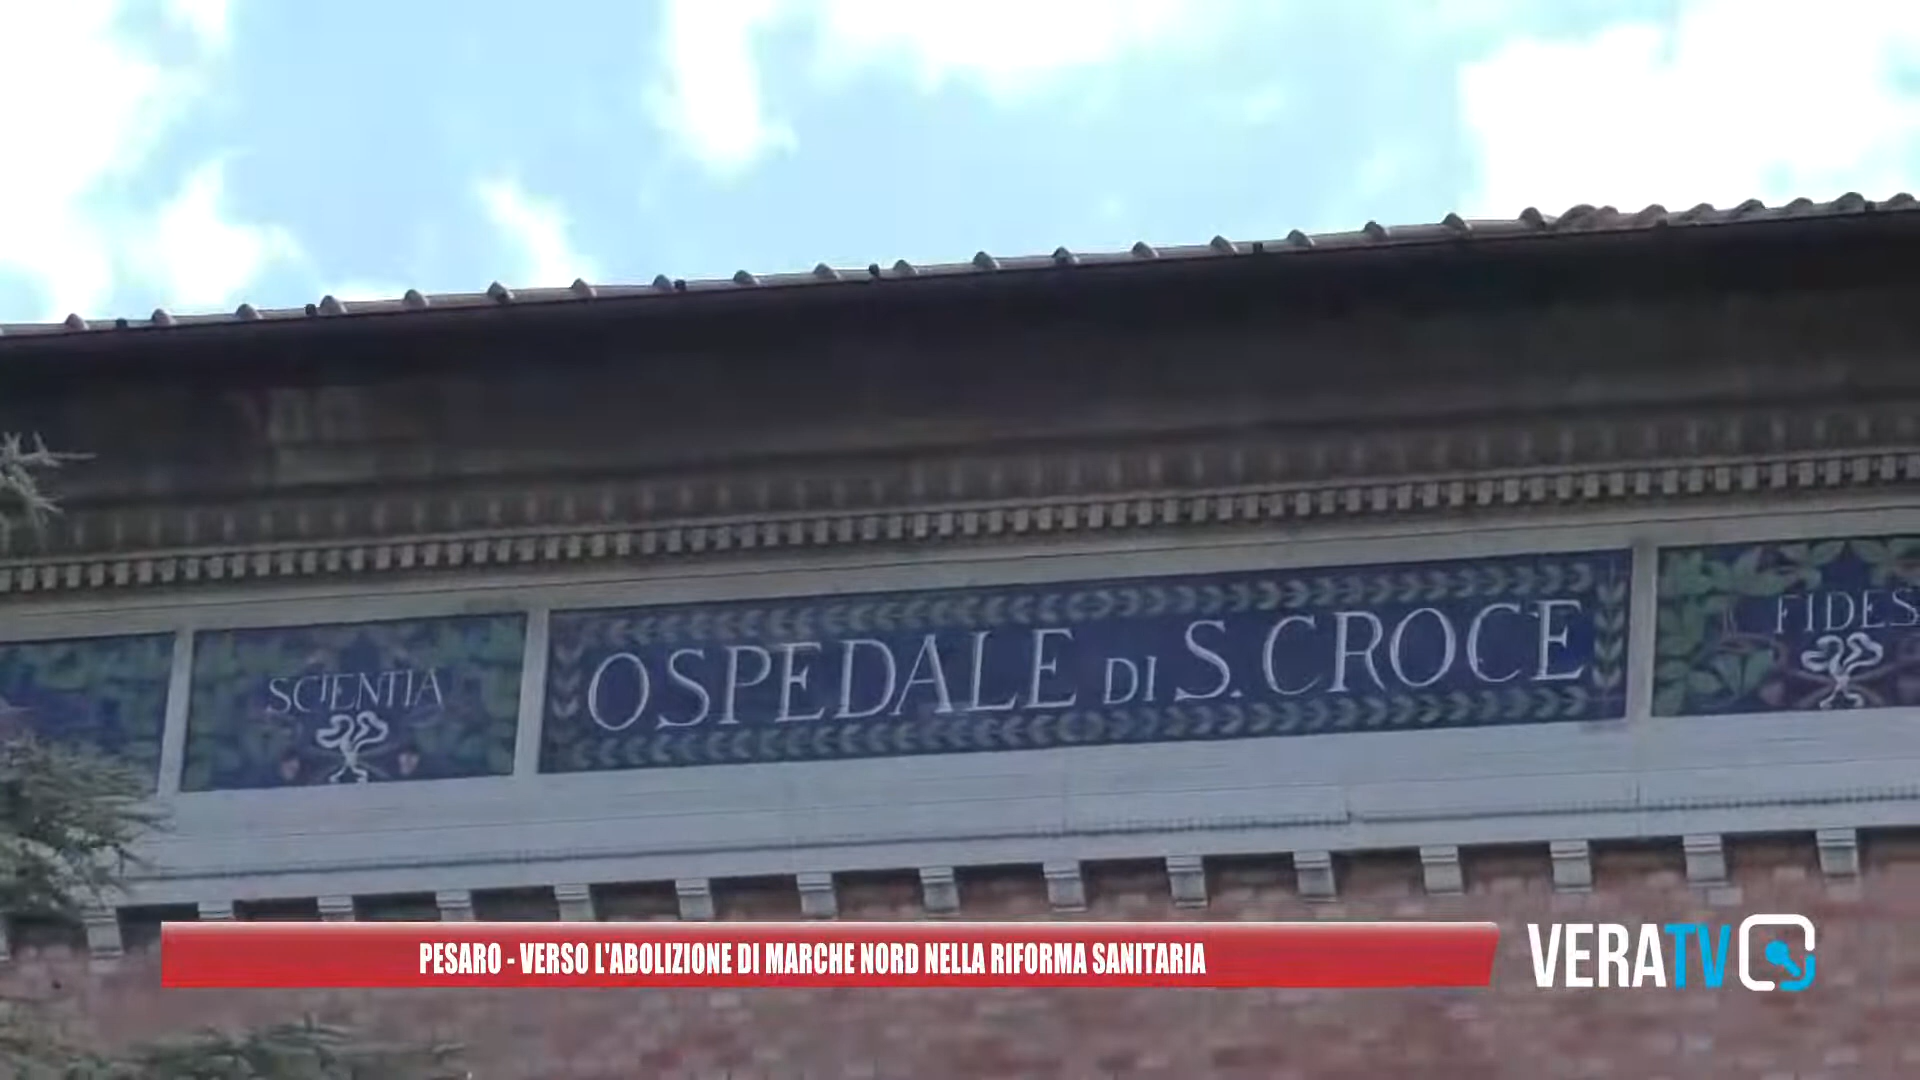 SCIENTIA
OSPEDALE DI S. CROCE
FIDES
PESARO - VERSO L'ABOLIZIONE DI MARCHE NORD NELLA RIFORMA SANITARIA
VERATV